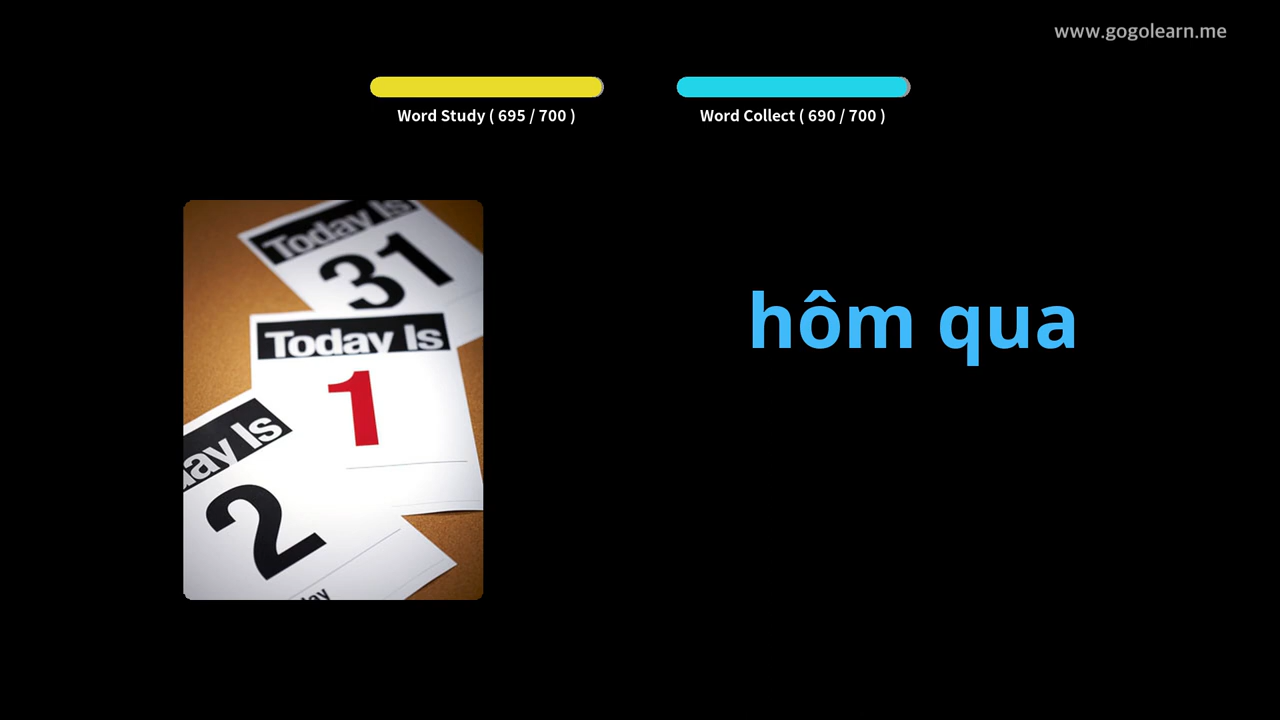 www.gogolearn.me
Word Study ( 695 / 700 )
Word Collect ( 690 / 700 )
Today Is
31
Today Is
1
ay Is
2
hôm qua